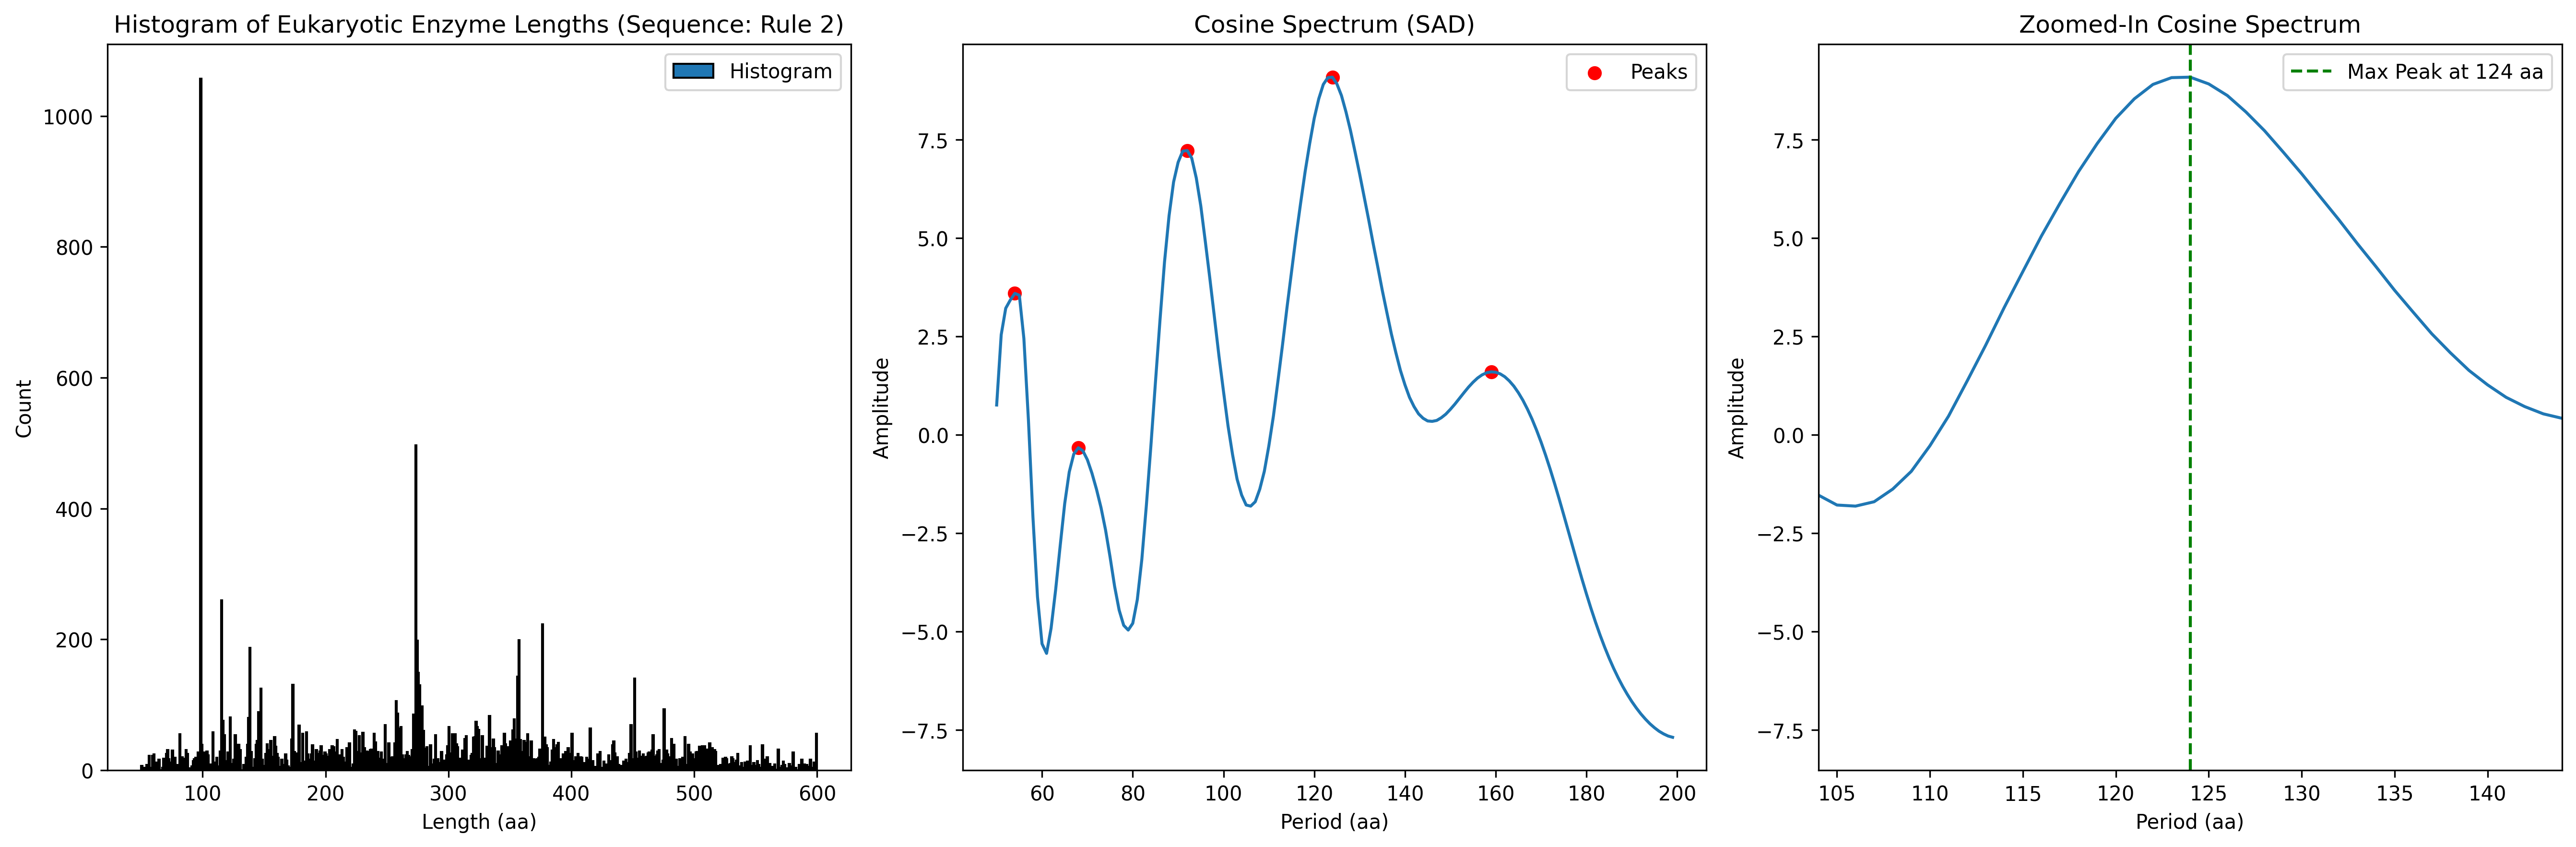 Histogram of Eukaryotic Enzyme Lengths (Sequence: Rule 2)
Histogram
1000
800
600
400
200
0
Count
100 200 300 400 500 600
Length (aa)
Cosine Spectrum (SAD)
Peaks
7.5
5.0
2.5
0.0
−2.5
−5.0
−7.5
Amplitude
60 80 100 120 140 160 180 200
Period (aa)
Zoomed-In Cosine Spectrum
Max Peak at 124 aa
7.5
5.0
2.5
0.0
−2.5
−5.0
−7.5
Amplitude
105 110 115 120 125 130 135 140
Period (aa)